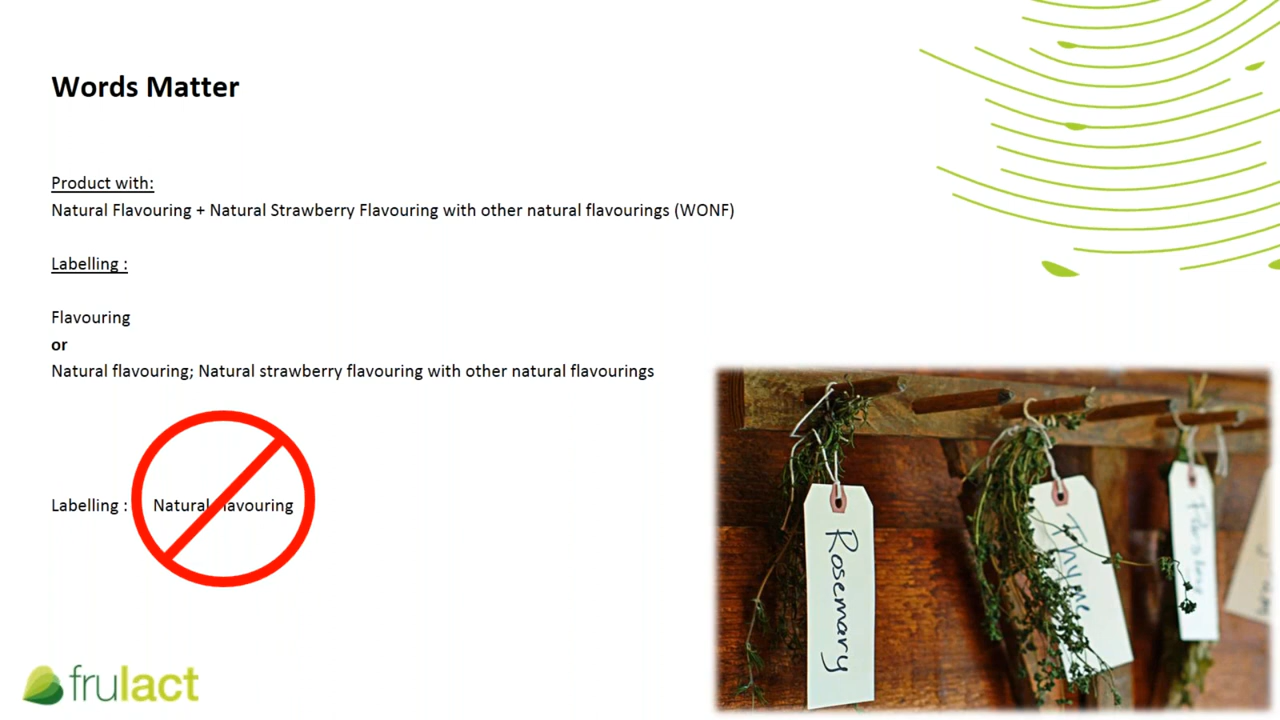 Words Matter
Product with:
Natural Flavouring + Natural Strawberry Flavouring with other natural flavourings (WONF)
Labelling :
Flavouring
or
Natural flavouring; Natural strawberry flavouring with other natural flavourings
Labelling : Natural flavouring
Rosemary
Thyme
frulact